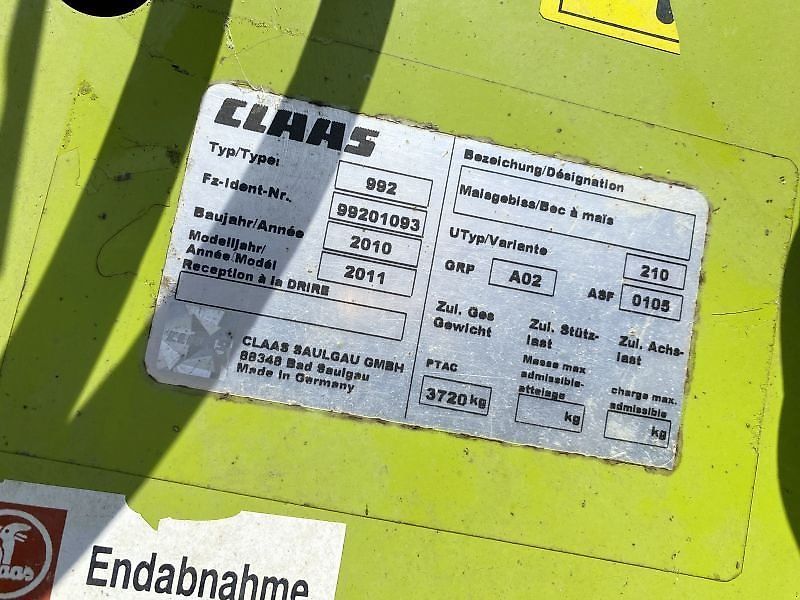 CLAAS
Typ/Type: 992
Fz-Ident-Nr. 99201093
Baujahr/Année 2010
Modelljahr/
Année/Model 2011
Reception à la DRIRE
CLAAS SAULGAU GMBH
88348 Bad Saulgau
Made in Germany
Bezeichung/Désignation
Maisgebiss/Bec à maïs
UTyp/Variente 210
GRP A02 ASF 0105
Zul. Ges
Gewicht
PTAC
3720 kg
Zul. Stütz-
last
Masse max
admissible-
attelage
kg
Zul. Achs-
last
charge max.
admissible
kg
Claas
Endabnahme